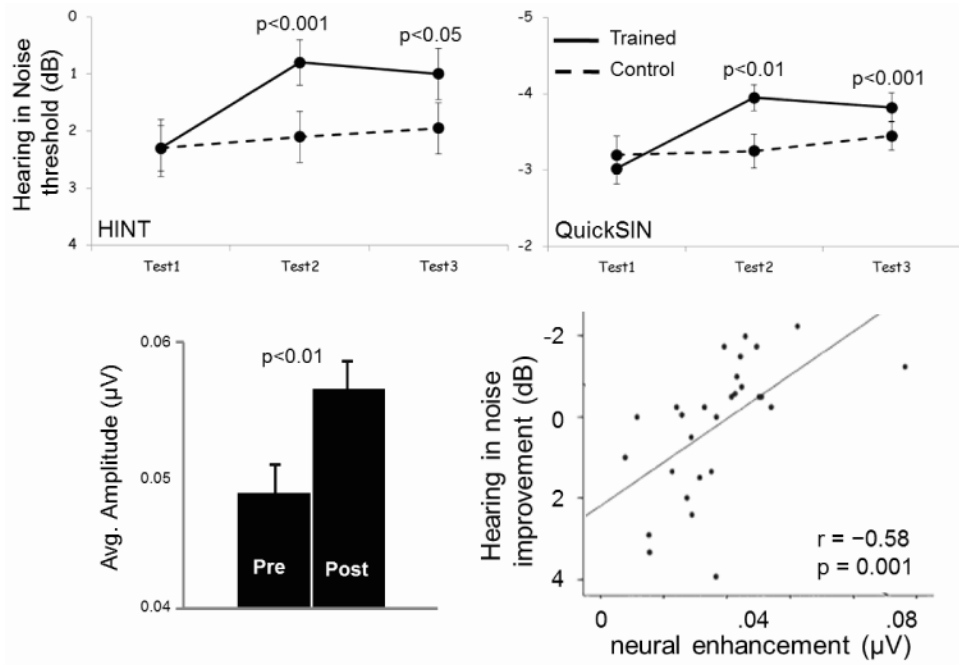 Hearing in Noise
threshold (dB)
0
1
2
3
4
p<0.001
p<0.05
HINT
Test1
Test2
Test3
-5
-4
-3
-2
Trained
Control
p<0.01
p<0.001
QuickSIN
Test1
Test2
Test3
Avg. Amplitude (µV)
0.06
0.05
0.04
p<0.01
Pre
Post
Hearing in noise
improvement (dB)
-2
0
2
4
r = −0.58
p = 0.001
0
.04
.08
neural enhancement (µV)